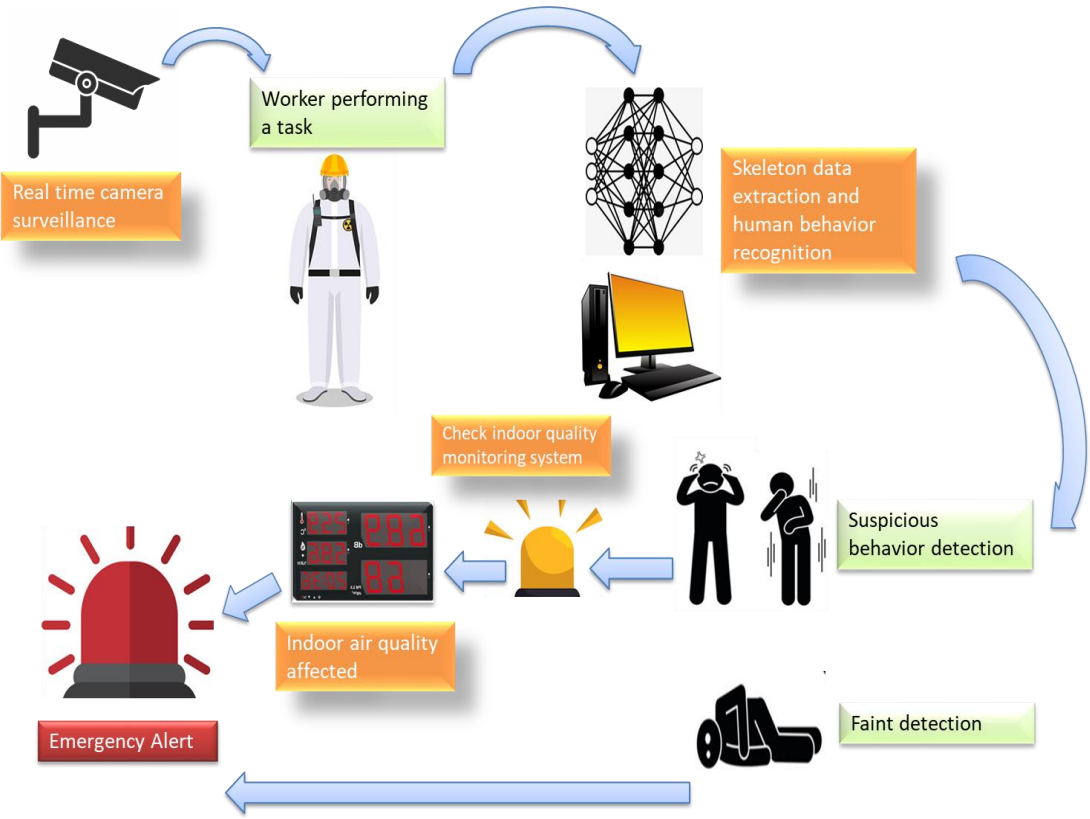 Real time camera
surveillance
Worker performing
a task
Skeleton data
extraction and
human behavior
recognition
Check indoor quality
monitoring system
Suspicious
behavior detection
Indoor air quality
affected
Faint detection
Emergency Alert